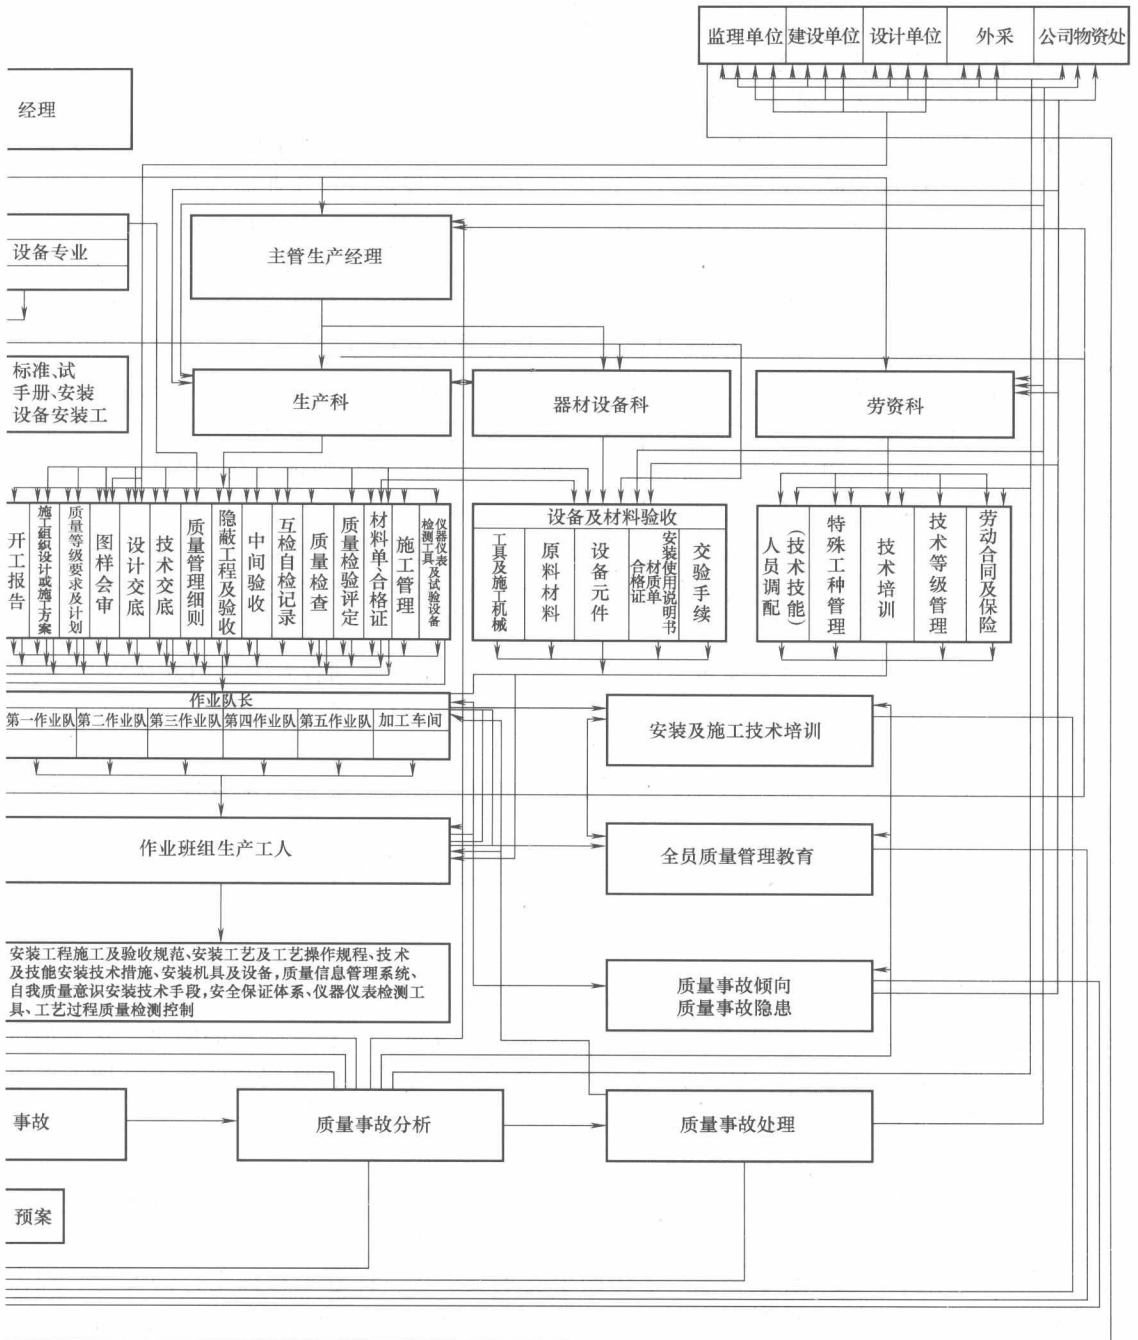 监理单位
建设单位
设计单位
外采
公司物资处
经理
设备专业
主管生产经理
标准、试
手册、安装
设备安装工
生产科
器材设备科
劳资科
开工报告
施工组织设计或施工方案
质量等级要求及计划
图样会审
设计交底
技术交底
质量管理细则
隐蔽工程及验收
中间验收
互检自检记录
质量检查
质量检验评定
材料单、合格证
施工管理
仪器仪表及试验设备
检测工具
设备及材料验收
工具及施工机械
原料材料
设备元件
安装使用说明书
材质单
合格证
交验手续
(技术技能)
人员调配
特殊工种管理
技术培训
技术等级管理
劳动合同及保险
作业队长
第一作业队
第二作业队
第三作业队
第四作业队
第五作业队
加工车间
安装及施工技术培训
作业班组生产工人
全员质量管理教育
安装工程施工及验收规范、安装工艺及工艺操作规程、技术
及技能安装技术措施、安装机具及设备,质量信息管理系统、
自我质量意识安装技术手段,安全保证体系、仪器仪表检测工
具、工艺过程质量检测控制
质量事故倾向
质量事故隐患
事故
质量事故分析
质量事故处理
预案